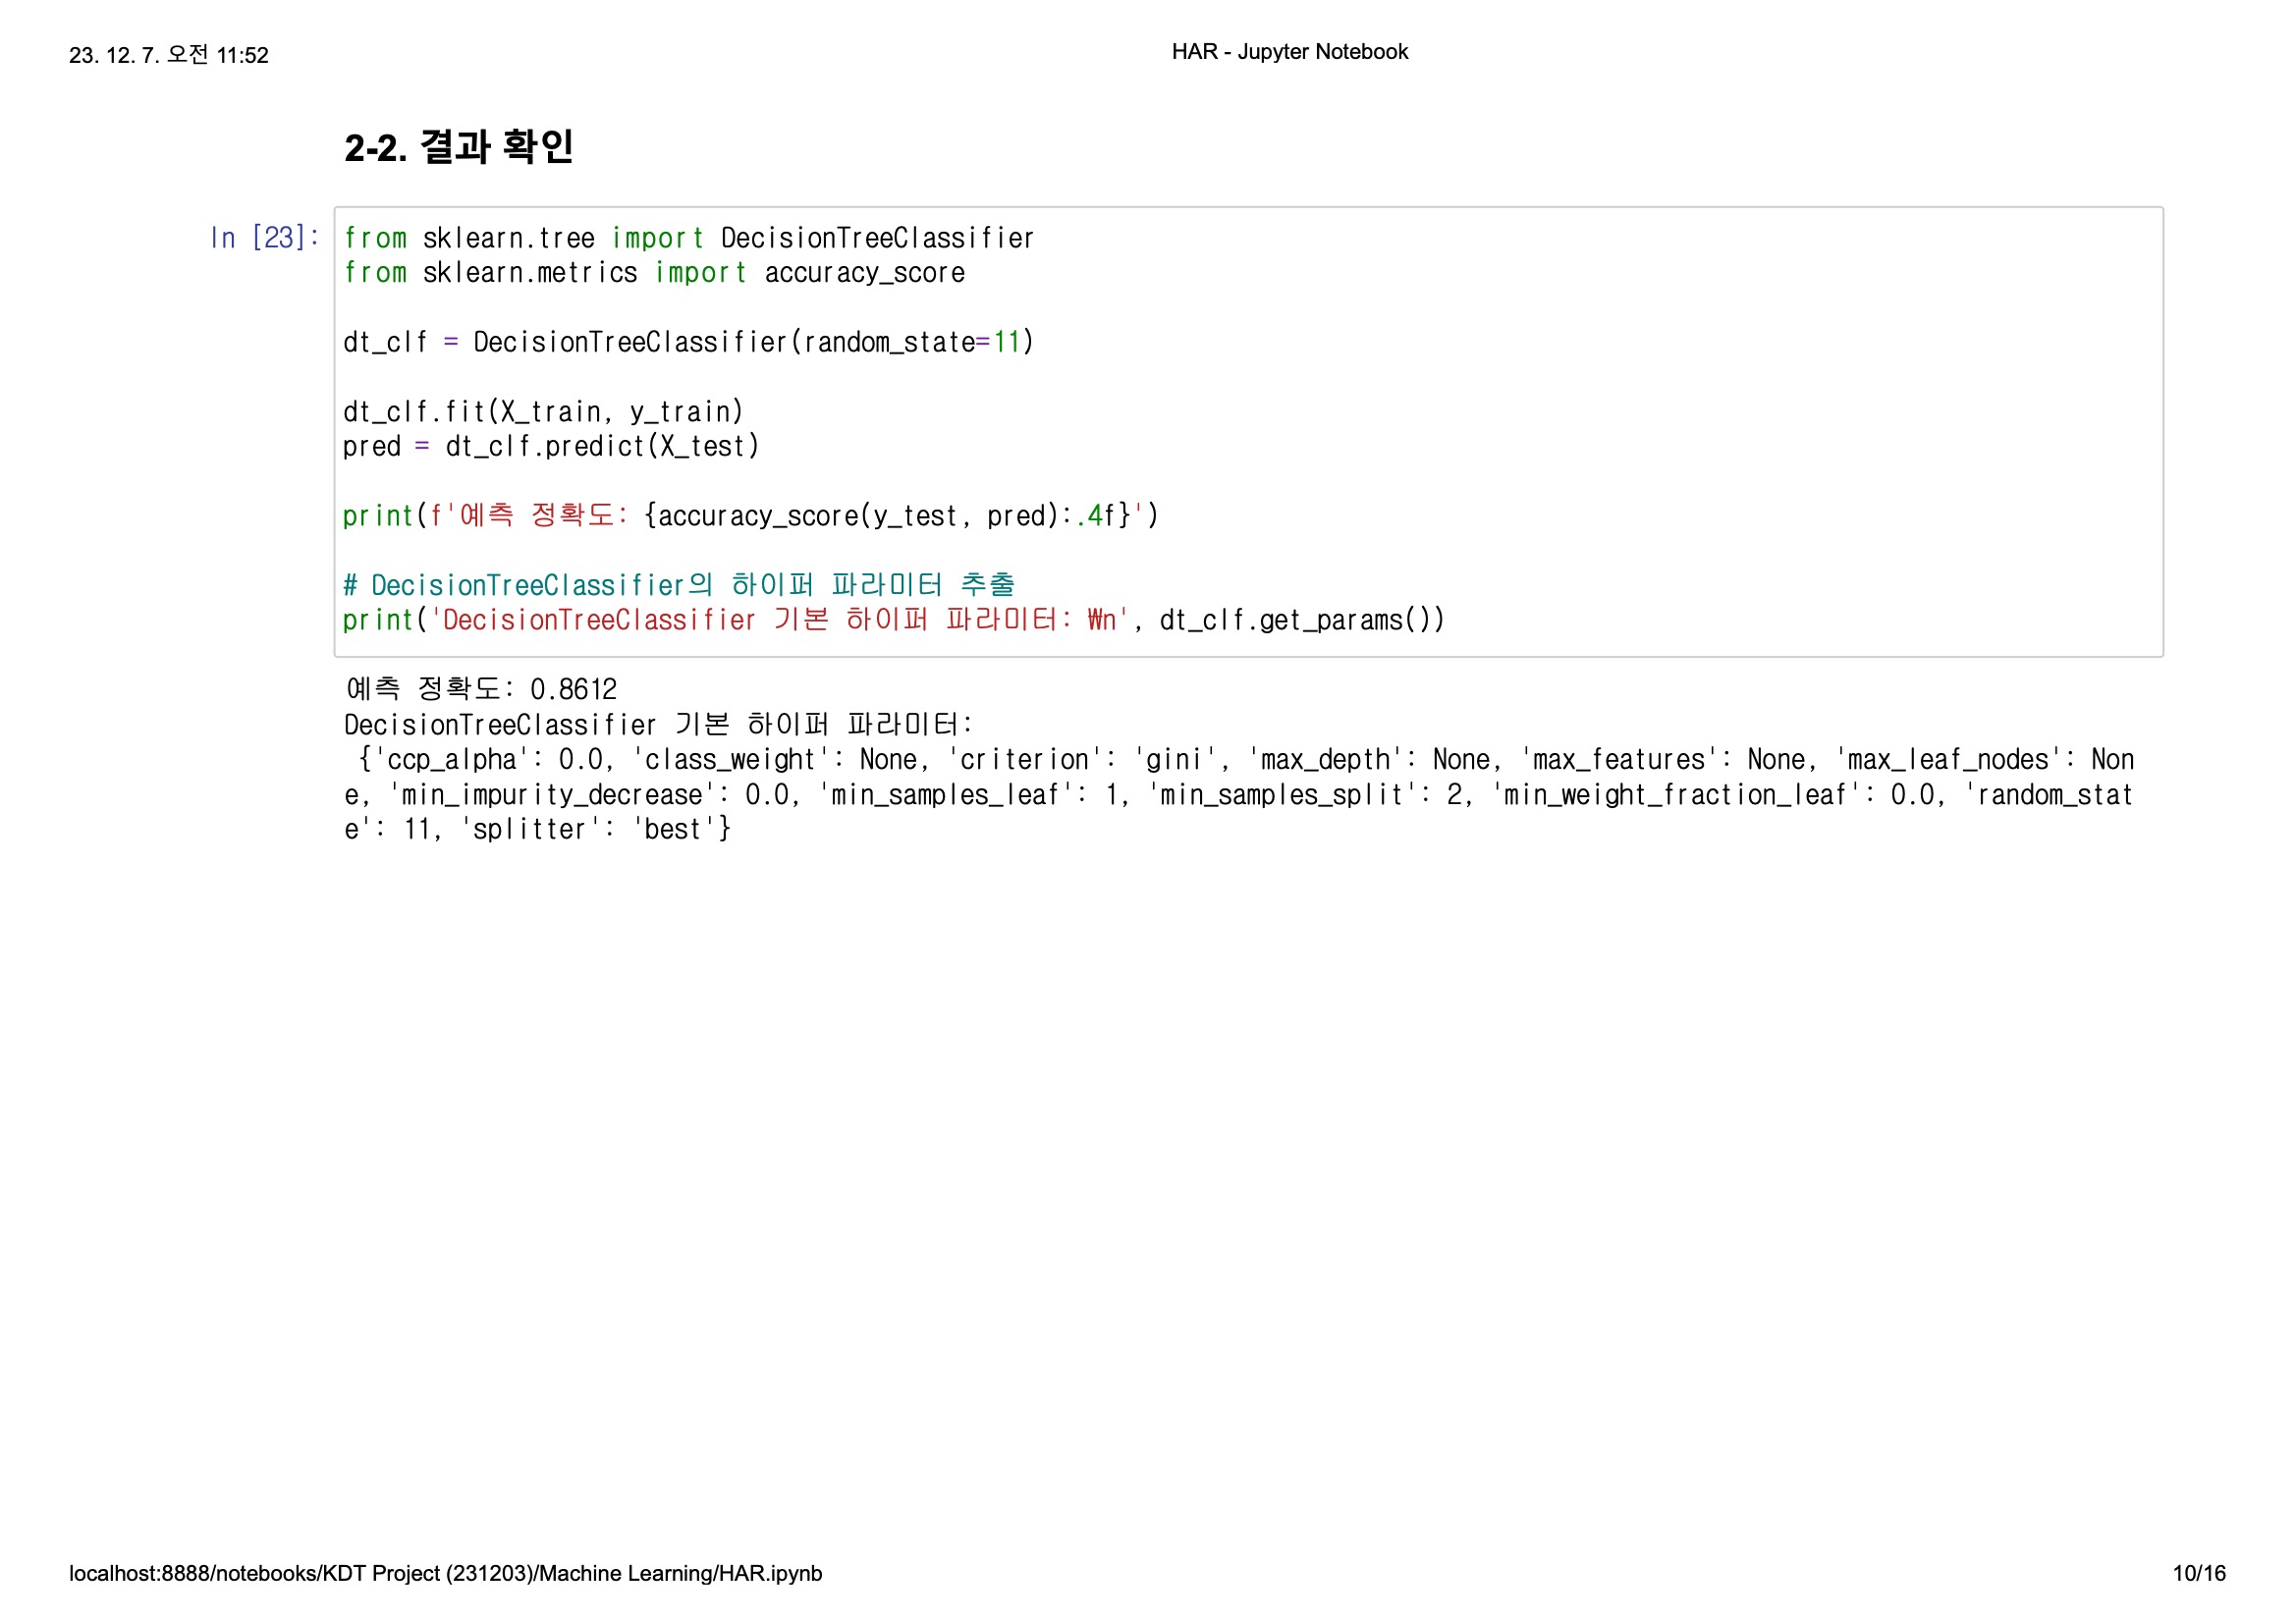 23. 12. 7. 오전 11:52
HAR - Jupyter Notebook
2-2. 결과 확인
In [23]:
from sklearn.tree import DecisionTreeClassifier
from sklearn.metrics import accuracy_score
dt_clf = DecisionTreeClassifier(random_state=11)
dt_clf.fit(X_train, y_train)
pred = dt_clf.predict(X_test)
print(f'예측 정확도: {accuracy_score(y_test, pred):.4f}')
# DecisionTreeClassifier의 하이퍼 파라미터 추출
print('DecisionTreeClassifier 기본 하이퍼 파라미터: ₩n', dt_clf.get_params())
예측 정확도: 0.8612
DecisionTreeClassifier 기본 하이퍼 파라미터:
{'ccp_alpha': 0.0, 'class_weight': None, 'criterion': 'gini', 'max_depth': None, 'max_features': None, 'max_leaf_nodes': Non
e, 'min_impurity_decrease': 0.0, 'min_samples_leaf': 1, 'min_samples_split': 2, 'min_weight_fraction_leaf': 0.0, 'random_stat
e': 11, 'splitter': 'best'}
localhost:8888/notebooks/KDT Project (231203)/Machine Learning/HAR.ipynb
10/16